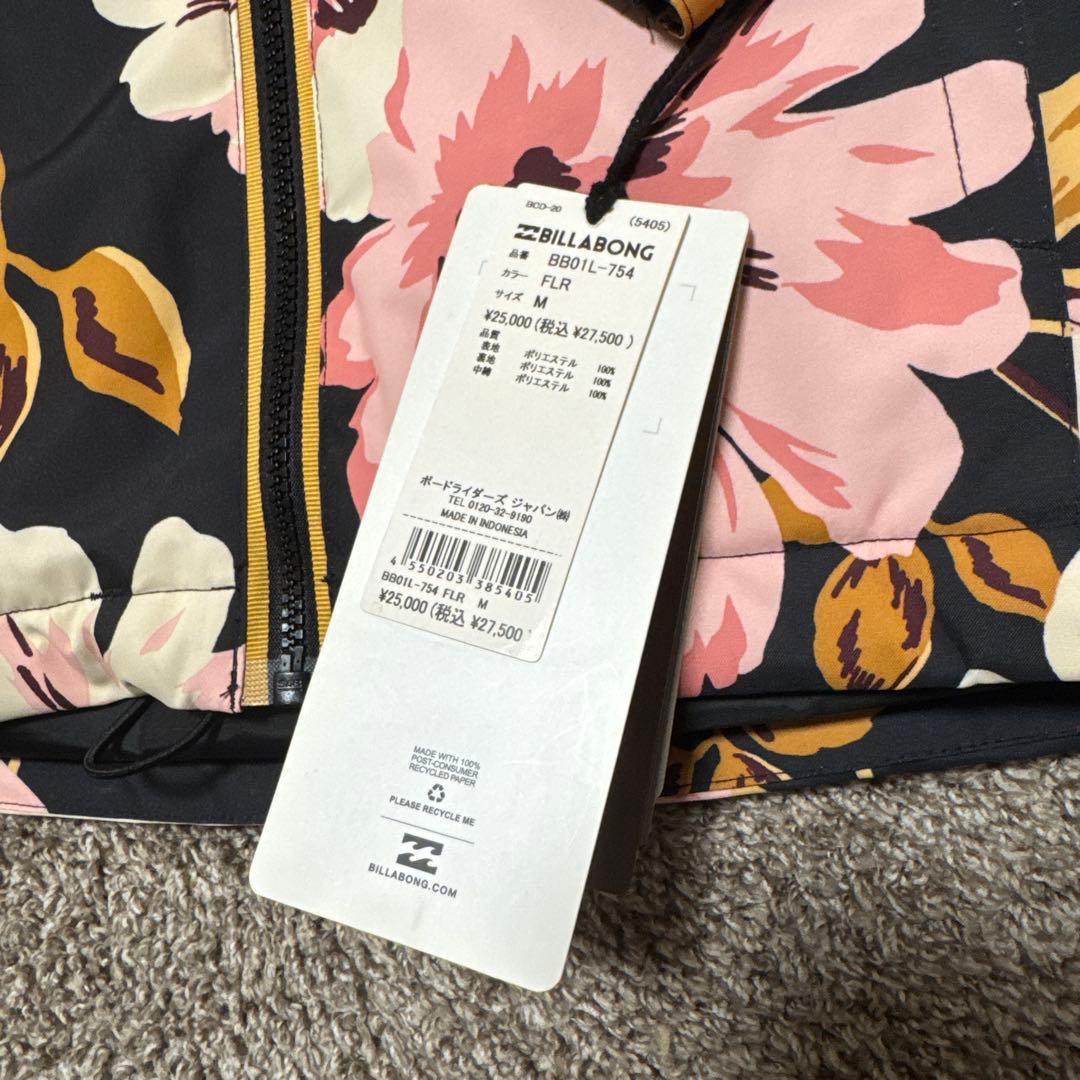 BCD-20 (5405)
BILLABONG
品番 BB01L-754
カラー FLR
サイズ M
¥25,000(税込 ¥27,500 )
品質
表地 ポリエステル 100%
裏地 ポリエステル 100%
中綿 ポリエステル 100%
ボードライダーズ ジャパン㈱
TEL 0120-32-9190
MADE IN INDONESIA
4 550203 385405
BB01L-754 FLR M
¥25,000(税込 ¥27,500 )
MADE WITH 100%
POST-CONSUMER
RECYCLED PAPER
PLEASE RECYCLE ME
BILLABONG.COM